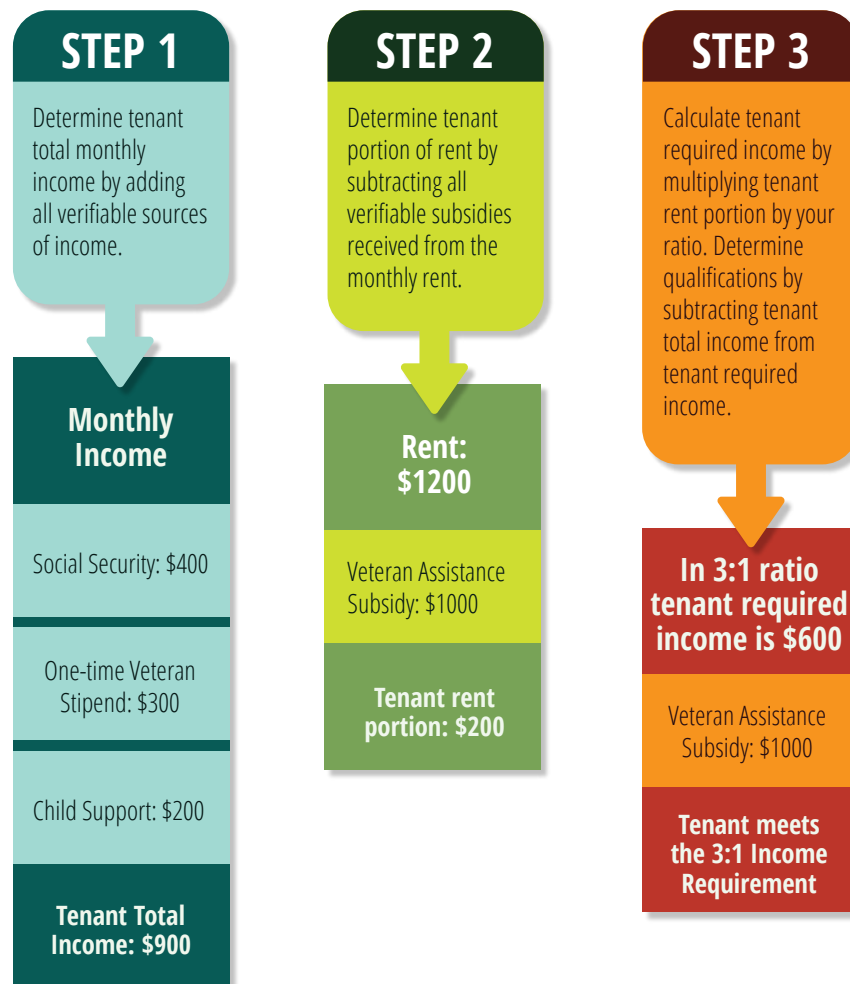 STEP 1
Determine tenant
total monthly
income by adding
all verifiable sources
of income.
Monthly
Income
Social Security: $400
One-time Veteran
Stipend: $300
Child Support: $200
Tenant Total
Income: $900
STEP 2
Determine tenant
portion of rent by
subtracting all
verifiable subsidies
received from the
monthly rent.
Rent:
$1200
Veteran Assistance
Subsidy: $1000
Tenant rent
portion: $200
STEP 3
Calculate tenant
required income by
multiplying tenant
rent portion by your
ratio. Determine
qualifications by
subtracting tenant
total income from
tenant required
income.
In 3:1 ratio
tenant required
income is $600
Veteran Assistance
Subsidy: $1000
Tenant meets
the 3:1 Income
Requirement